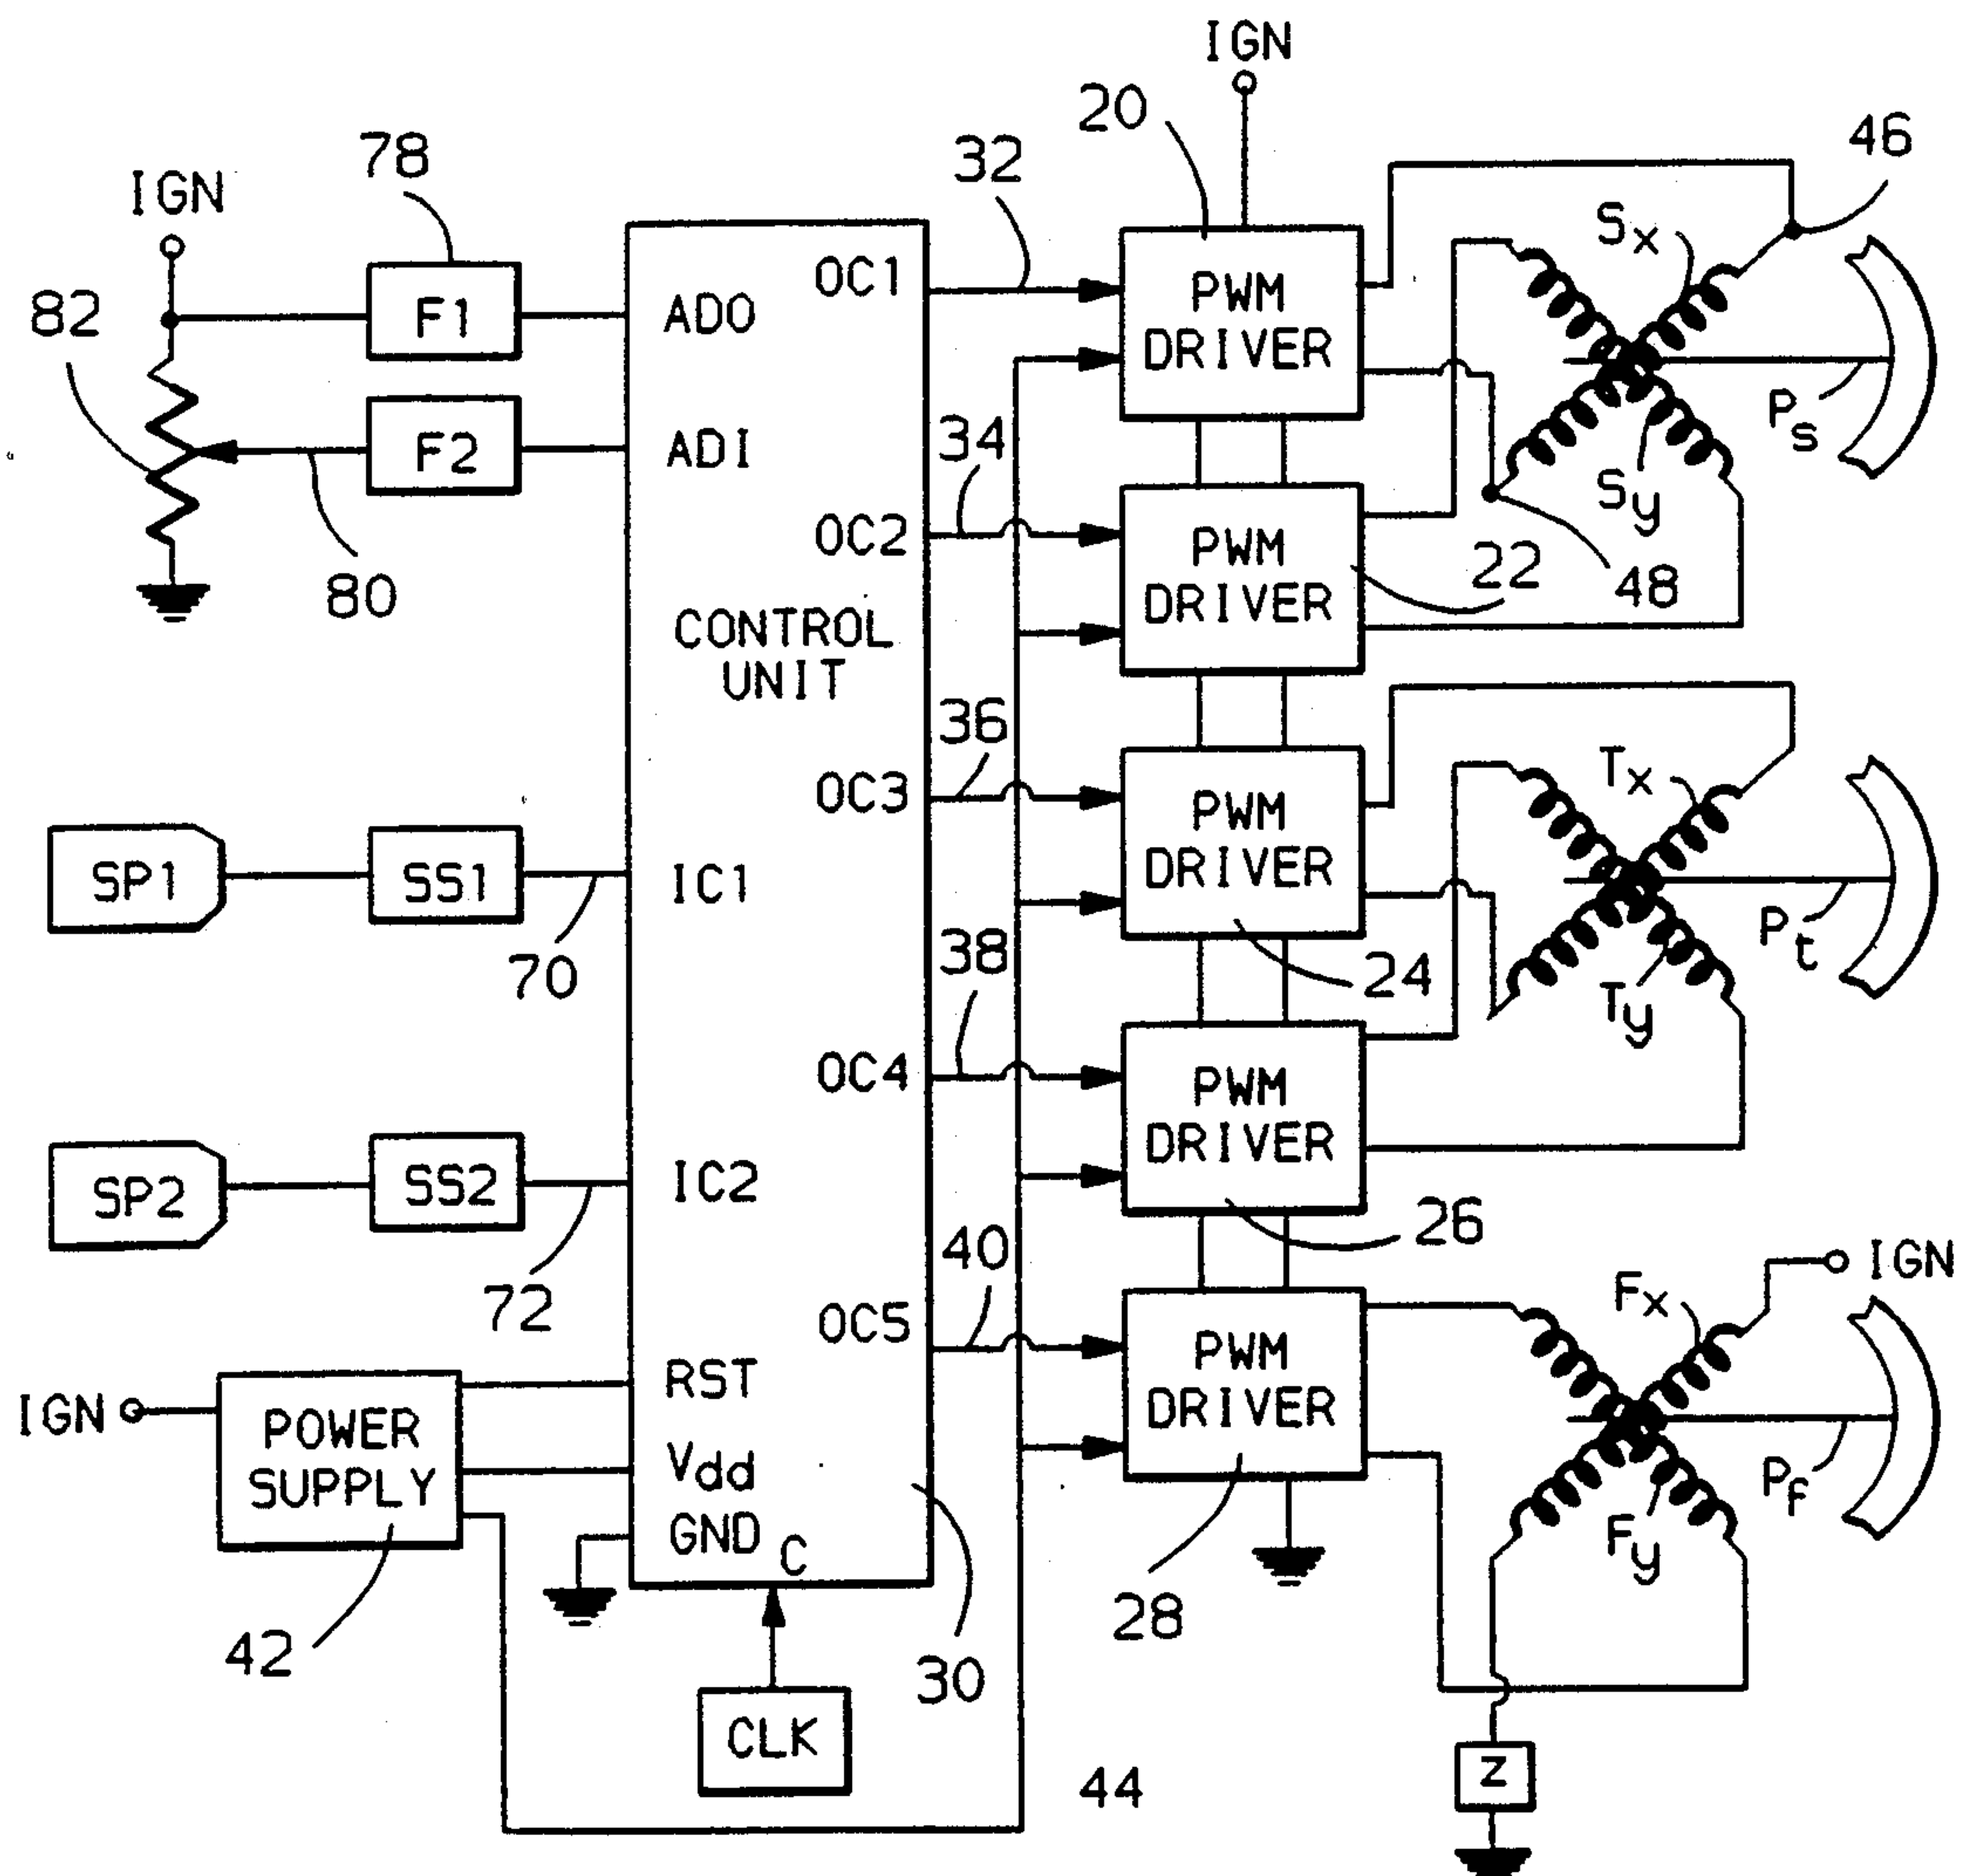 IGN
20
46
78
32
IGN
Sx
OC1
PWM
DRIVER
82
F1
AD0
Ps
34
F2
ADI
Sy
OC2
PWM
DRIVER
22
48
80
CONTROL
UNIT
36
Tx
OC3
PWM
DRIVER
SP1
SS1
IC1
Pt
38
70
24
Ty
OC4
PWM
DRIVER
SP2
SS2
IC2
26
40
IGN
72
Fx
OC5
PWM
DRIVER
RST
IGN
POWER
SUPPLY
Vdd
Pf
GND
C
Fy
28
42
30
CLK
44
Z